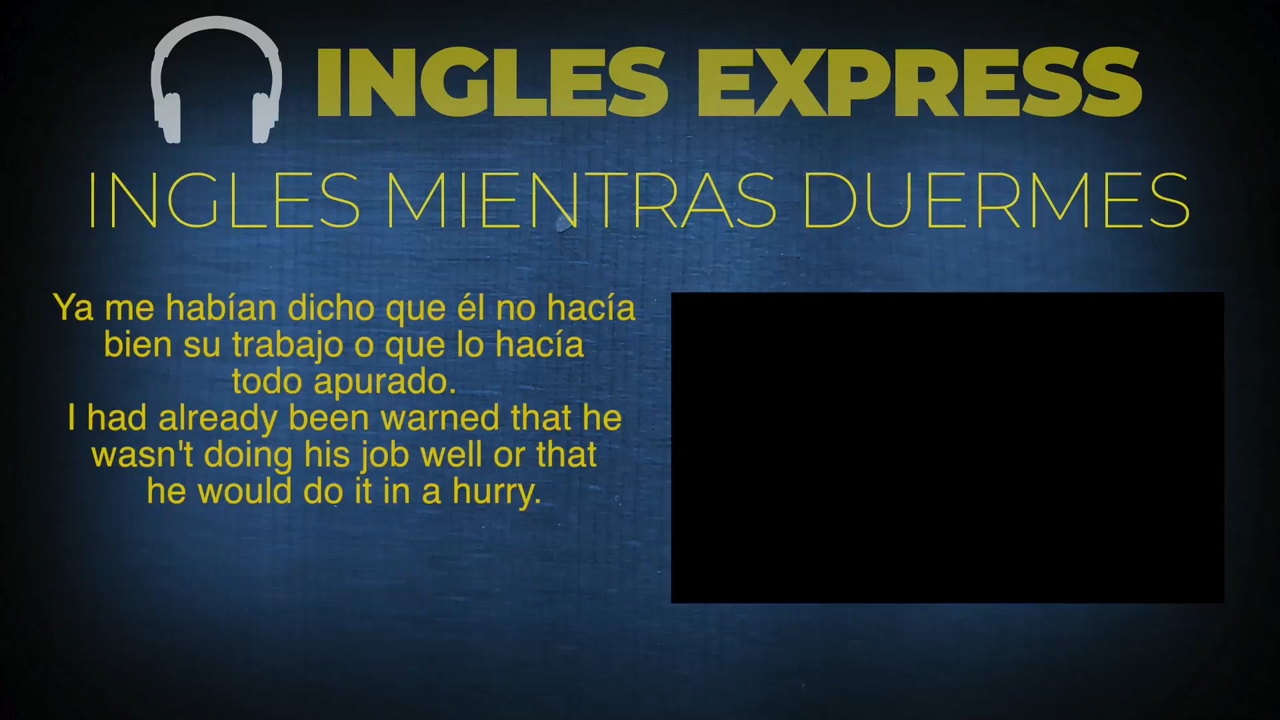 INGLES EXPRESS
INGLES MIENTRAS DUERMES
Ya me habían dicho que él no hacía
bien su trabajo o que lo hacía
todo apurado.
I had already been warned that he
wasn't doing his job well or that
he would do it in a hurry.